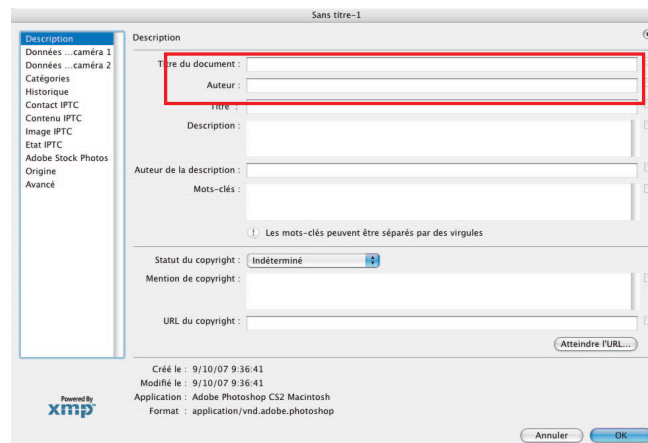 Sans titre-1
Description
Données ...caméra 1
Données ...caméra 2
Catégories
Historique
Contact IPTC
Contenu IPTC
Image IPTC
Etat IPTC
Adobe Stock Photos
Origine
Avancé
Powered By
xmp
Description
Titre du document :
Auteur :
Titre :
Description :
Auteur de la description :
Mots-clés :
! Les mots-clés peuvent être séparés par des virgules
Statut du copyright : Indéterminé
Mention de copyright :
URL du copyright :
Atteindre l'URL...
Créé le : 9/10/07 9:36:41
Modifié le : 9/10/07 9:36:41
Application : Adobe Photoshop CS2 Macintosh
Format : application/vnd.adobe.photoshop
Annuler OK